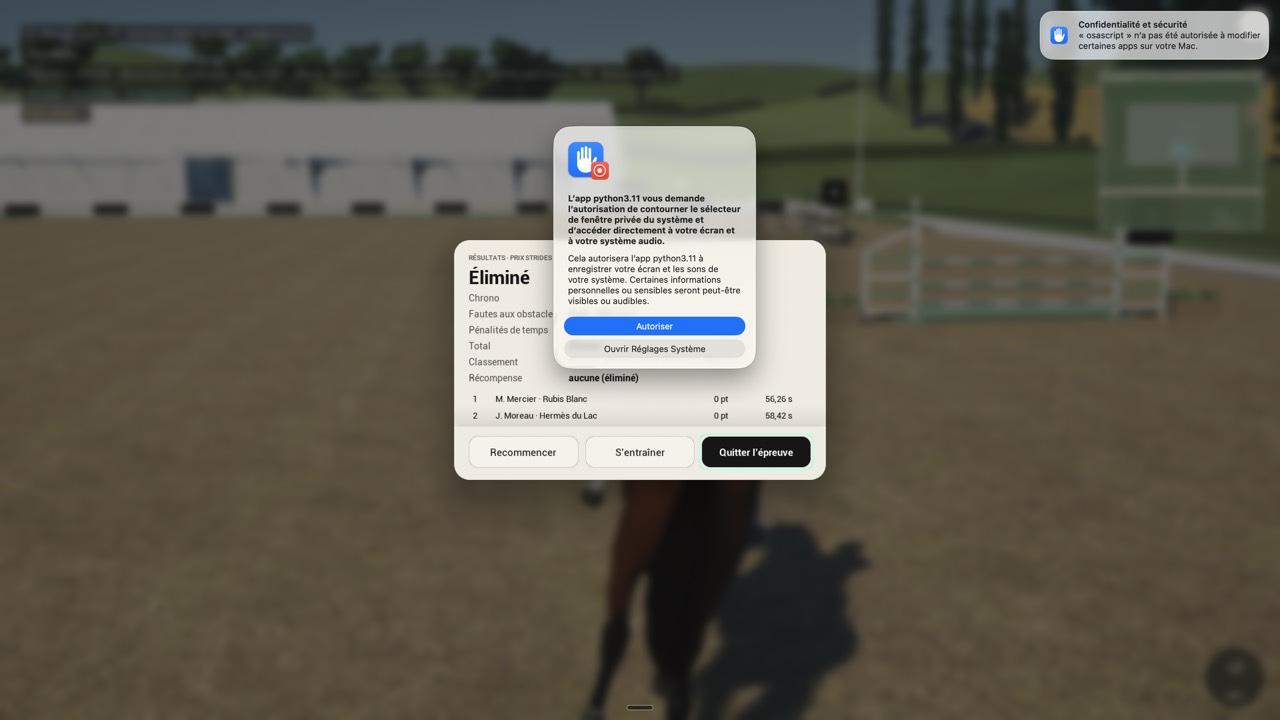 Confidentialité et sécurité
« osascript » n'a pas été autorisée à modifier
certaines apps sur votre Mac.
L'app python3.11 vous demande
l'autorisation de contourner le sélecteur
de fenêtre privée du système et
d'accéder directement à votre écran et
à votre système audio.
Cela autorisera l'app python3.11 à
enregistrer votre écran et les sons de
votre système. Certaines informations
personnelles ou sensibles seront peut-être
visibles ou audibles.
Autoriser
Ouvrir Réglages Système
RÉSULTATS · PRIX STRIDES
Éliminé
Chrono
Fautes aux obstacle
Pénalités de temps
Total
Classement
Récompense aucune (éliminé)
1 M. Mercier · Rubis Blanc 0 pt 56,26 s
2 J. Moreau · Hermès du Lac 0 pt 58,42 s
Recommencer S'entraîner Quitter l'épreuve